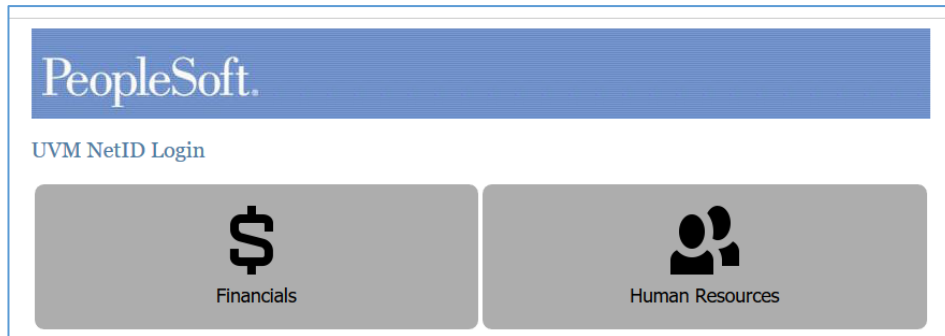 PeopleSoft.
UVM NetID Login
Financials
Human Resources